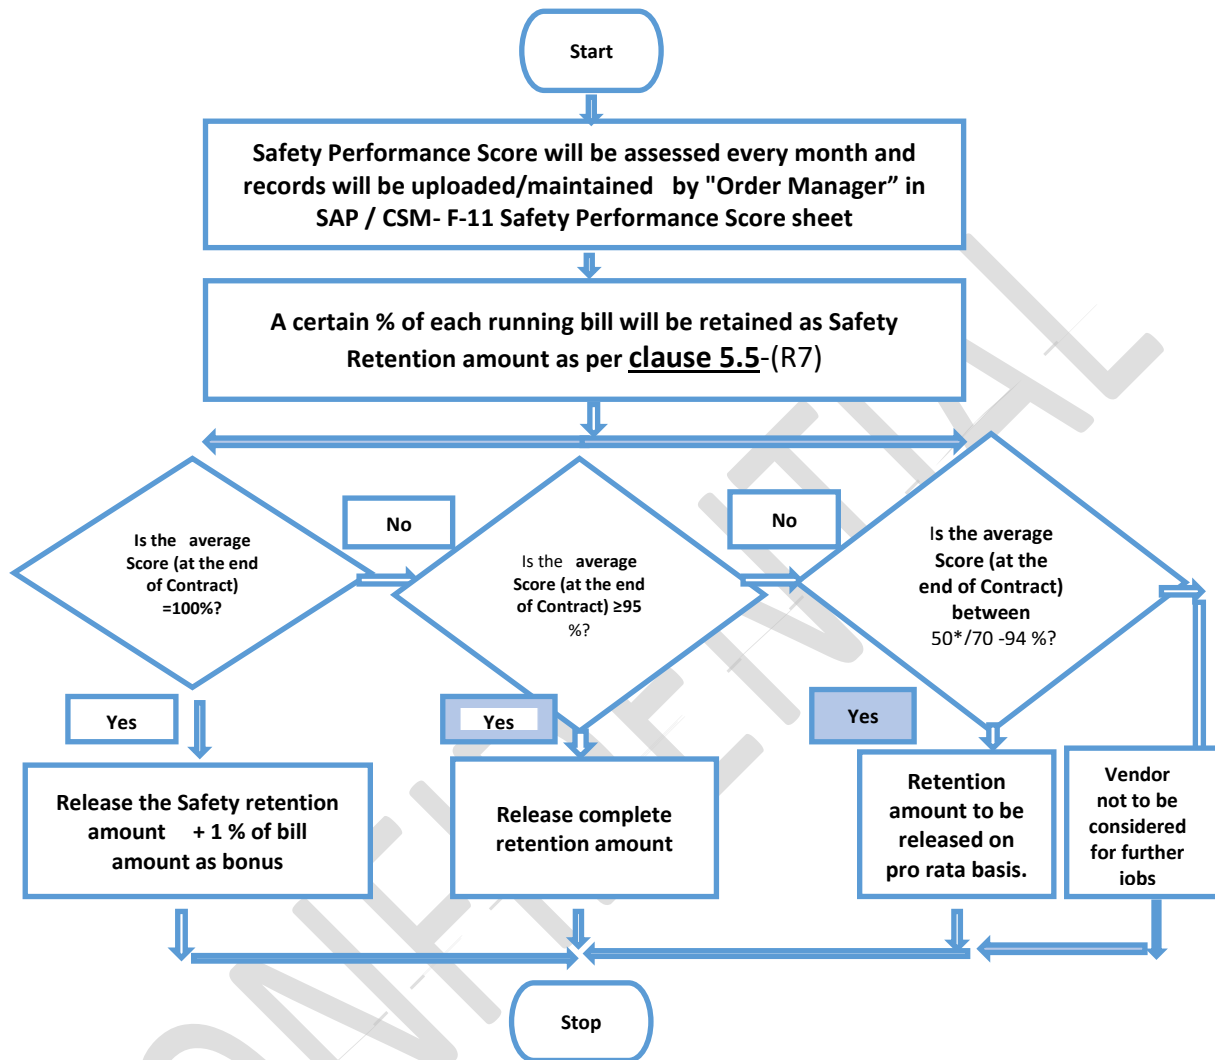 Start
Safety Performance Score will be assessed every month and
records will be uploaded/maintained by "Order Manager” in
SAP / CSM- F-11 Safety Performance Score sheet
A certain % of each running bill will be retained as Safety
Retention amount as per clause 5.5-(R7)
Is the average
Score (at the end
of Contract)
=100%?
No
Is the average
Score (at the end
of Contract) ≥95
%?
No
Is the average
Score (at the
end of Contract)
between
50*/70 -94 %?
Yes
Yes
Yes
Release the Safety retention
amount + 1 % of bill
amount as bonus
Release complete
retention amount
Retention
amount to be
released on
pro rata basis.
Vendor
not to be
considered
for further
iobs
Stop
CONFIDENTIAL